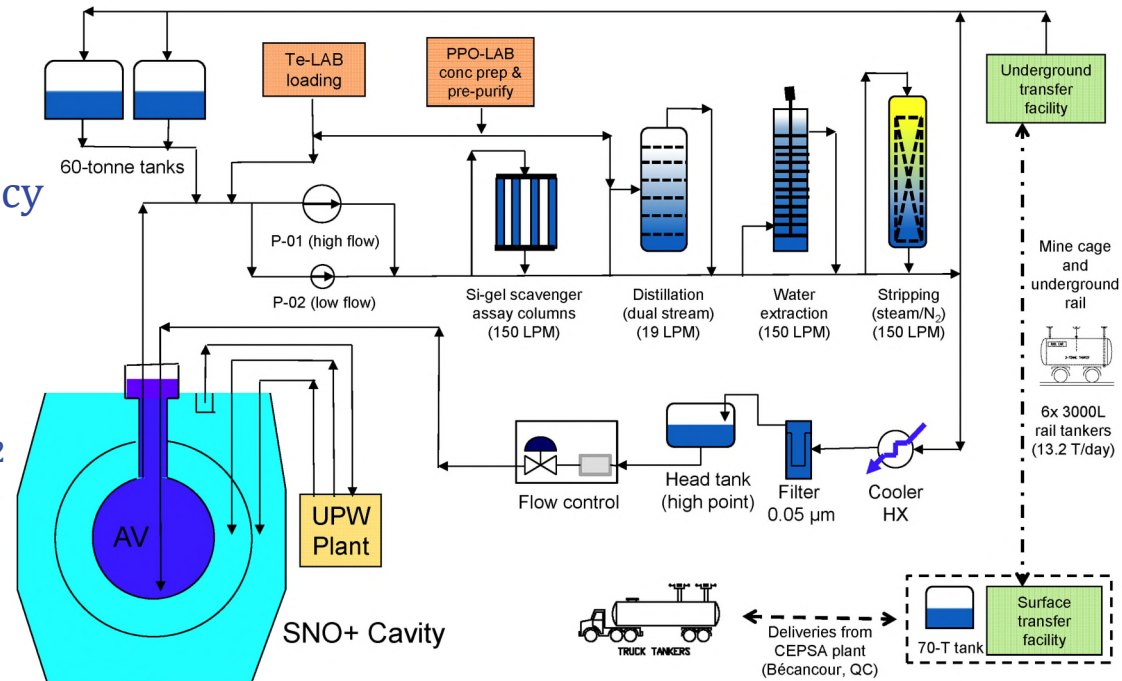 Te-LAB
loading
PPO-LAB
conc prep &
pre-purify
Underground
transfer
facility
60-tonne tanks
cy
P-01 (high flow)
P-02 (low flow)
Si-gel scavenger
assay columns
(150 LPM)
Distillation
(dual stream)
(19 LPM)
Water
extraction
(150 LPM)
Stripping
(steam/N₂)
(150 LPM)
Mine cage
and
underground
rail
6x 3000L
rail tankers
(13.2 T/day)
2
AV
UPW
Plant
SNO+ Cavity
Flow control
Head tank
(high point)
Filter
0.05 µm
Cooler
HX
TRUCK TANKERS
Deliveries from
CEPSA plant
(Bécancour, QC)
70-T tank
Surface
transfer
facility